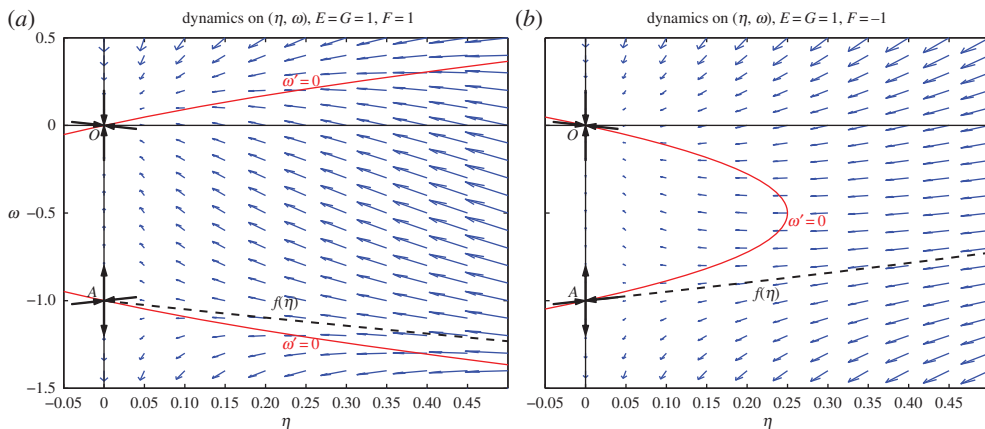 (a) dynamics on (η, ω), E = G = 1, F = 1
0.5
0
ω –0.5
–1.0
–1.5
ω′ = 0
O
A
f(η)
ω′ = 0
–0.05 0 0.05 0.10 0.15 0.20 0.25 0.30 0.35 0.40 0.45
η
(b) dynamics on (η, ω), E = G = 1, F = –1
O
ω′ = 0
A
f(η)
–0.05 0 0.05 0.10 0.15 0.20 0.25 0.30 0.35 0.40 0.45
η